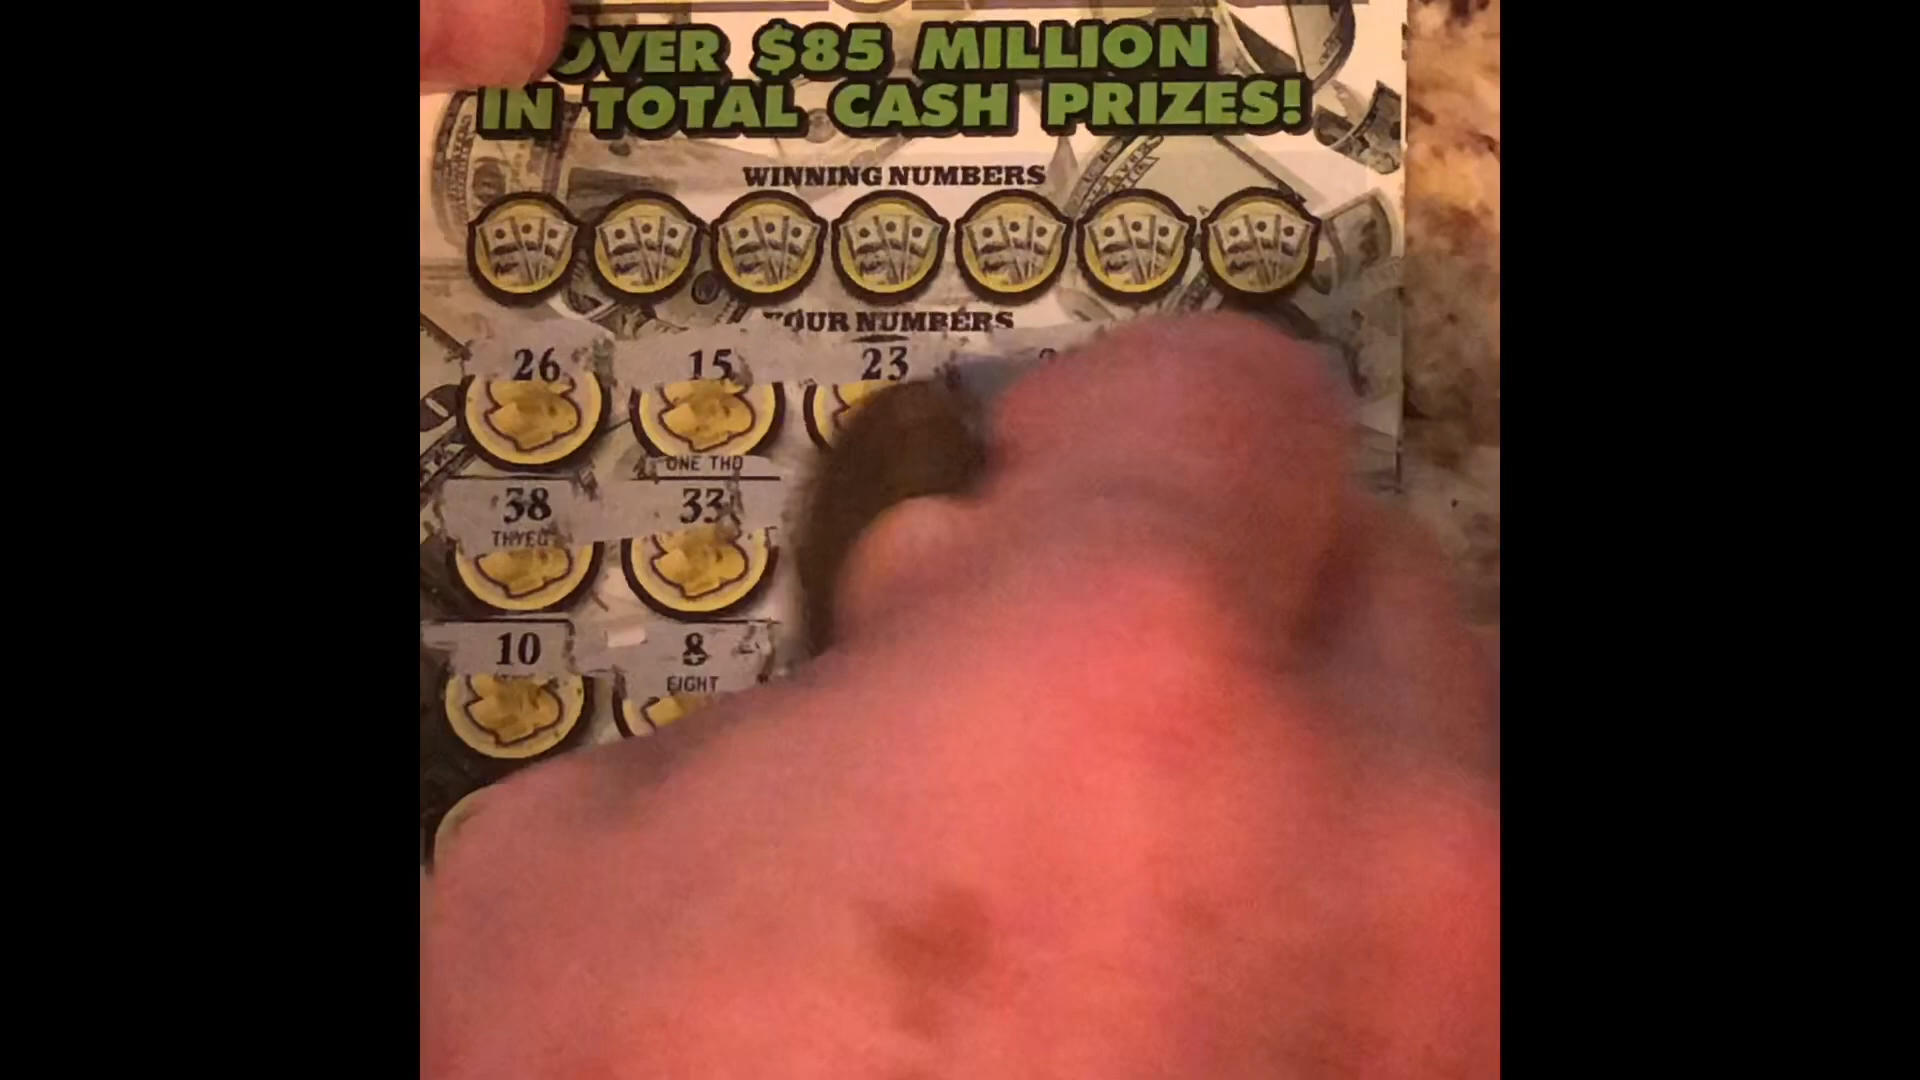 OVER $85 MILLION
IN TOTAL CASH PRIZES!
WINNING NUMBERS
YOUR NUMBERS
26 15 23
ONE THO
38 33
10 8
EIGHT